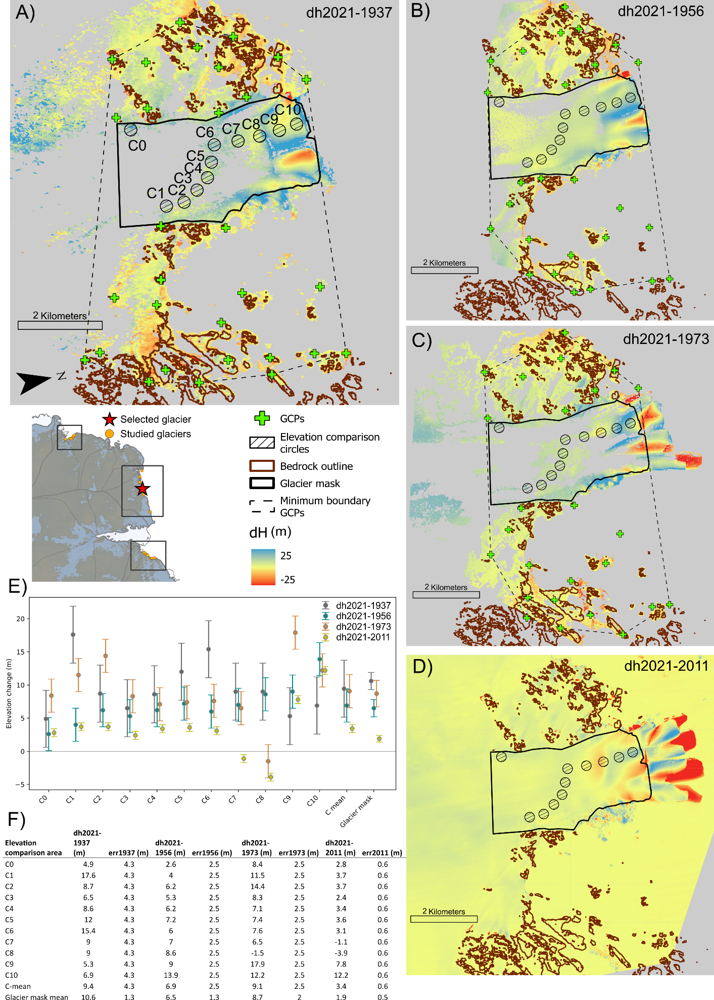 A)
dh2021-1937
C0
C1
C2
C3
C4
C5
C6
C7
C8
C9
C10
2 Kilometers
N
B)
dh2021-1956
2 Kilometers
C)
dh2021-1973
2 Kilometers
D)
dh2021-2011
2 Kilometers
Selected glacier
Studied glaciers
GCPs
Elevation comparison
circles
Bedrock outline
Glacier mask
Minimum boundary
GCPs
dH (m)
25
-25
E)
Elevation change (m)
20
15
10
5
0
−5
dh2021-1937
dh2021-1956
dh2021-1973
dh2021-2011
C0
C1
C2
C3
C4
C5
C6
C7
C8
C9
C10
C mean
Glacier mask
F)
Elevation comparison area dh2021-1937 (m) err1937 (m) dh2021-1956 (m) err1956 (m) dh2021-1973 (m) err1973 (m) dh2021-2011 (m) err2011 (m)
C0 4.9 4.3 2.6 2.5 8.4 2.5 2.8 0.6
C1 17.6 4.3 4 2.5 11.5 2.5 3.7 0.6
C2 8.7 4.3 6.2 2.5 14.4 2.5 3.7 0.6
C3 6.5 4.3 5.3 2.5 8.3 2.5 2.4 0.6
C4 8.6 4.3 6.2 2.5 7.1 2.5 3.4 0.6
C5 12 4.3 7.2 2.5 7.4 2.5 3.6 0.6
C6 15.4 4.3 6 2.5 7.6 2.5 3.1 0.6
C7 9 4.3 7 2.5 6.5 2.5 -1.1 0.6
C8 9 4.3 8.6 2.5 -1.5 2.5 -3.9 0.6
C9 5.3 4.3 9 2.5 17.9 2.5 7.8 0.6
C10 6.9 4.3 13.9 2.5 12.2 2.5 12.2 0.6
C-mean 9.4 4.3 6.9 2.5 9.1 2.5 3.4 0.6
Glacier mask mean 10.6 1.3 6.5 1.3 8.7 2 1.9 0.5